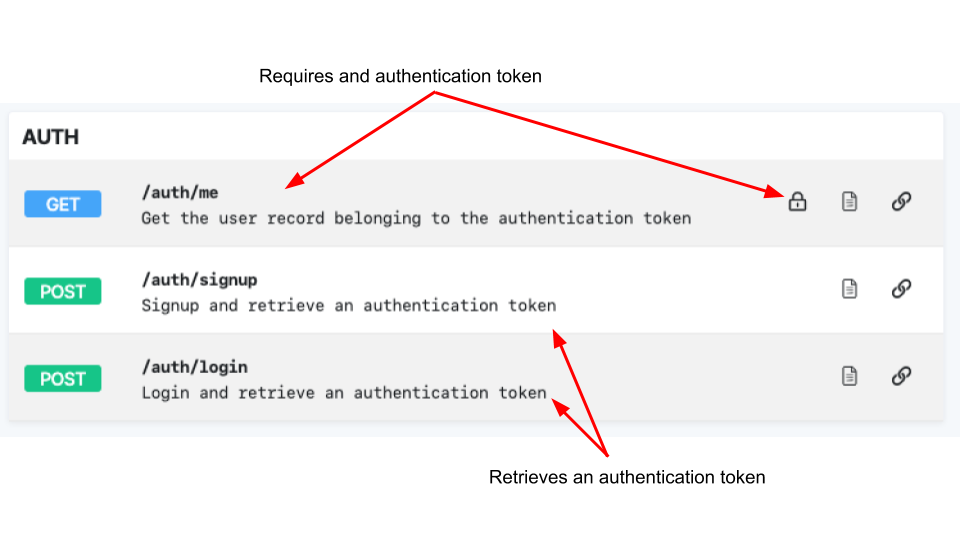 Requires and authentication token
AUTH
GET
/auth/me
Get the user record belonging to the authentication token
POST
/auth/signup
Signup and retrieve an authentication token
POST
/auth/login
Login and retrieve an authentication token
Retrieves an authentication token